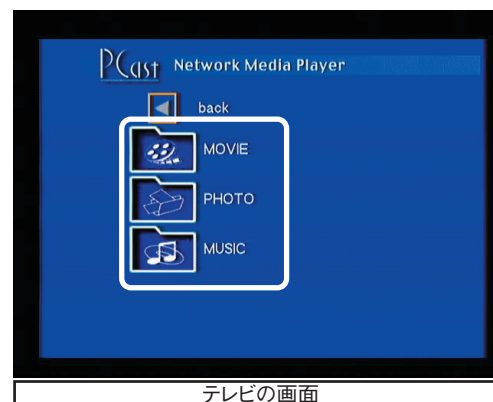 PCast Network Media Player
back
MOVIE
PHOTO
MUSIC
テレビの画面